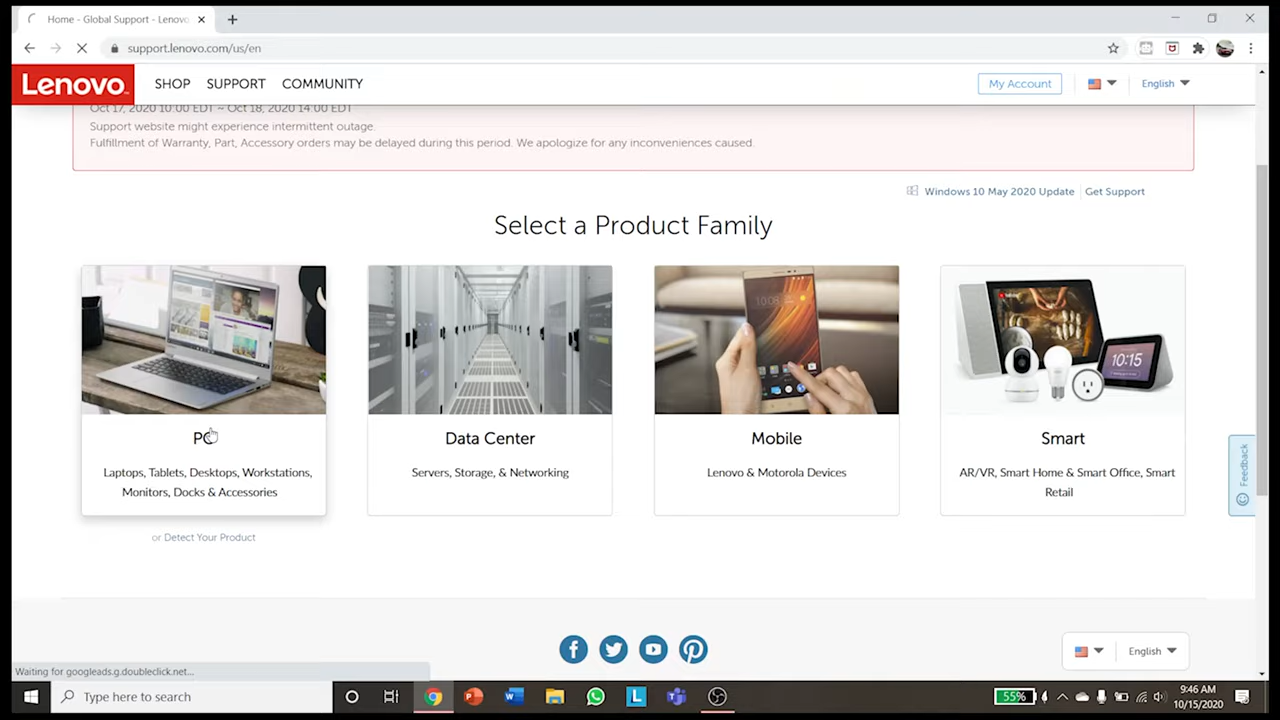 Home - Global Support - Lenovo
support.lenovo.com/us/en
Lenovo
SHOP SUPPORT COMMUNITY
My Account
English
Oct 17, 2020 10:00 EDT ~ Oct 18, 2020 14:00 EDT
Support website might experience intermittent outage.
Fulfillment of Warranty, Part, Accessory orders may be delayed during this period. We apologize for any inconveniences caused.
Windows 10 May 2020 Update Get Support
Select a Product Family
10:08
10:15
PC
Data Center
Mobile
Smart
Laptops, Tablets, Desktops, Workstations,
Monitors, Docks & Accessories
Servers, Storage, & Networking
Lenovo & Motorola Devices
AR/VR, Smart Home & Smart Office, Smart
Retail
Feedback
or Detect Your Product
English
Waiting for googleads.g.doubleclick.net...
Type here to search
55%
9:46 AM
10/15/2020